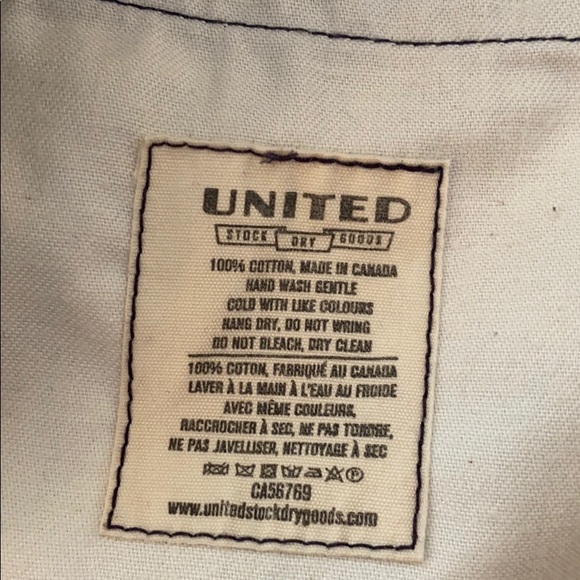 UNITED
STOCK DRY GOODS
100% COTTON, MADE IN CANADA
HAND WASH GENTLE
COLD WITH LIKE COLOURS
HANG DRY, DO NOT WRING
DO NOT BLEACH, DRY CLEAN
100% COTTON, FABRIQUÉ AU CANADA
LAVER À LA MAIN À L'EAU AU FROIDE
AVEC MÊME COULEURS,
RACCROCHER À SEC, NE PAS TORDRE,
NE PAS JAVELLISER, NETTOYAGE À SEC
CA56769
www.unitedstockdrygoods.com